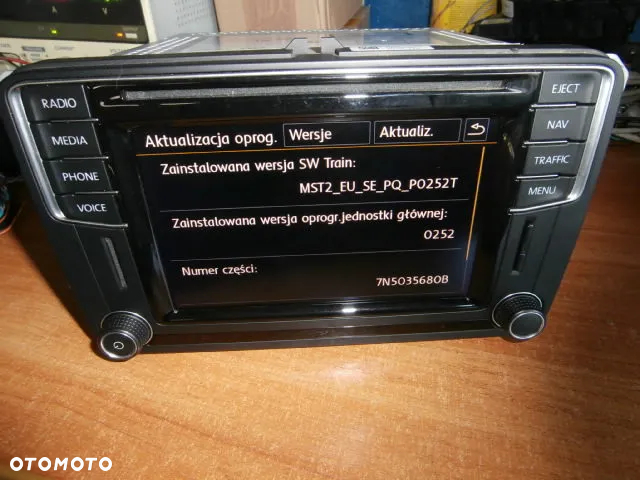 RADIO
MEDIA
PHONE
VOICE
EJECT
NAV
TRAFFIC
MENU
Aktualizacja oprog. Wersje Aktualiz.
Zainstalowana wersja SW Train:
MST2_EU_SE_PQ_P0252T
Zainstalowana wersja oprogr.jednostki głównej:
0252
Numer części:
7N5035680B
OTOMOTO